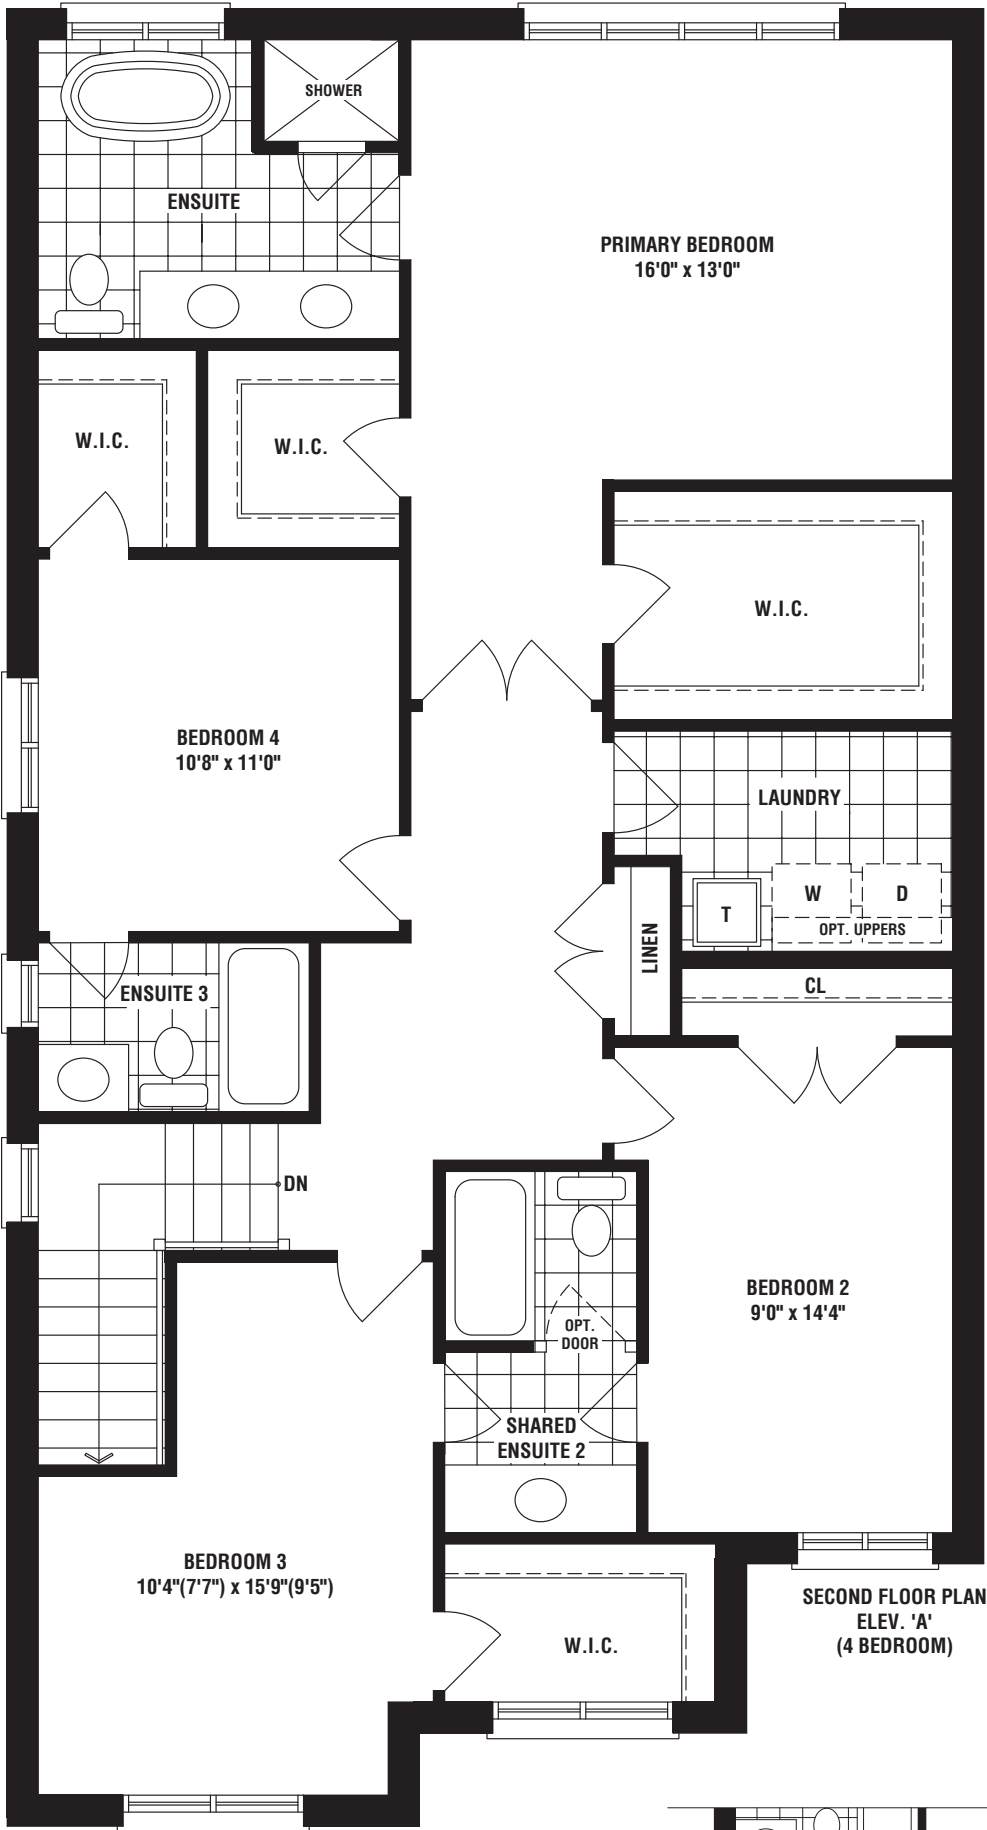 SHOWER
ENSUITE
PRIMARY BEDROOM
16'0" x 13'0"
W.I.C.
W.I.C.
W.I.C.
BEDROOM 4
10'8" x 11'0"
LAUNDRY
T
W
D
OPT. UPPERS
LINEN
CL
ENSUITE 3
DN
BEDROOM 2
9'0" x 14'4"
OPT.
DOOR
SHARED
ENSUITE 2
BEDROOM 3
10'4"(7'7") x 15'9"(9'5")
W.I.C.
SECOND FLOOR PLAN
ELEV. 'A'
(4 BEDROOM)